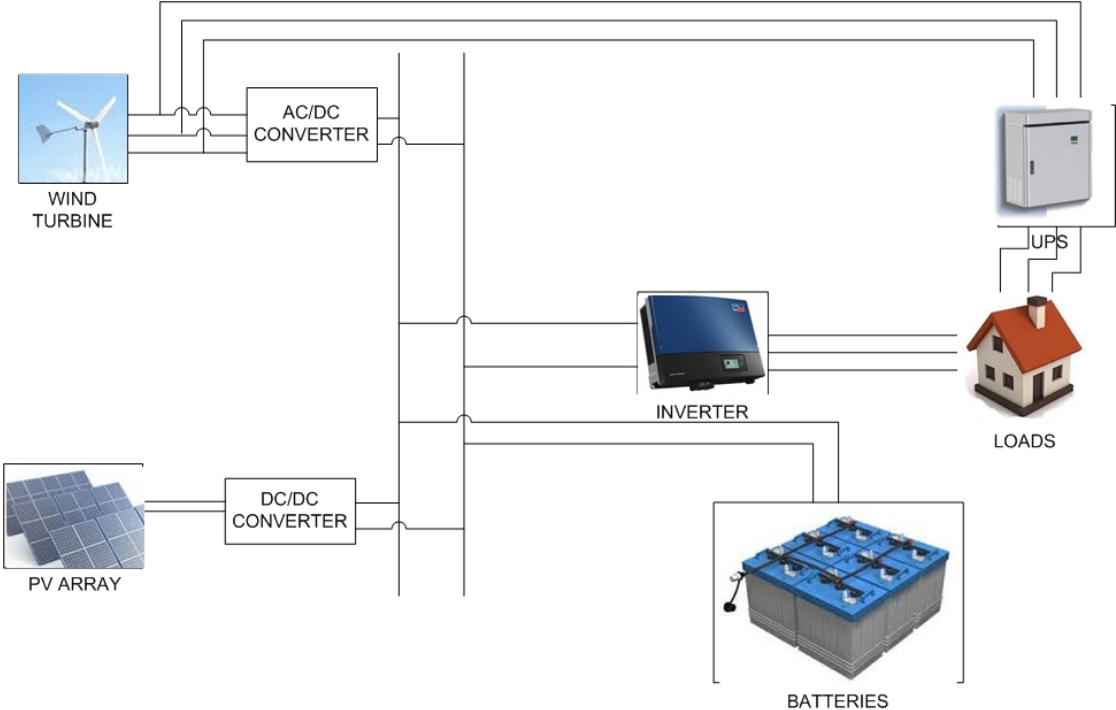 AC/DC
CONVERTER
WIND
TURBINE
UPS
INVERTER
LOADS
DC/DC
CONVERTER
PV ARRAY
BATTERIES